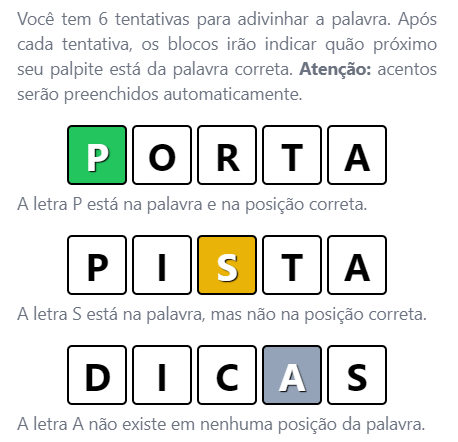 Você tem 6 tentativas para adivinhar a palavra. Após
cada tentativa, os blocos irão indicar quão próximo
seu palpite está da palavra correta. Atenção: acentos
serão preenchidos automaticamente.
P O R T A
A letra P está na palavra e na posição correta.
P I S T A
A letra S está na palavra, mas não na posição correta.
D I C A S
A letra A não existe em nenhuma posição da palavra.